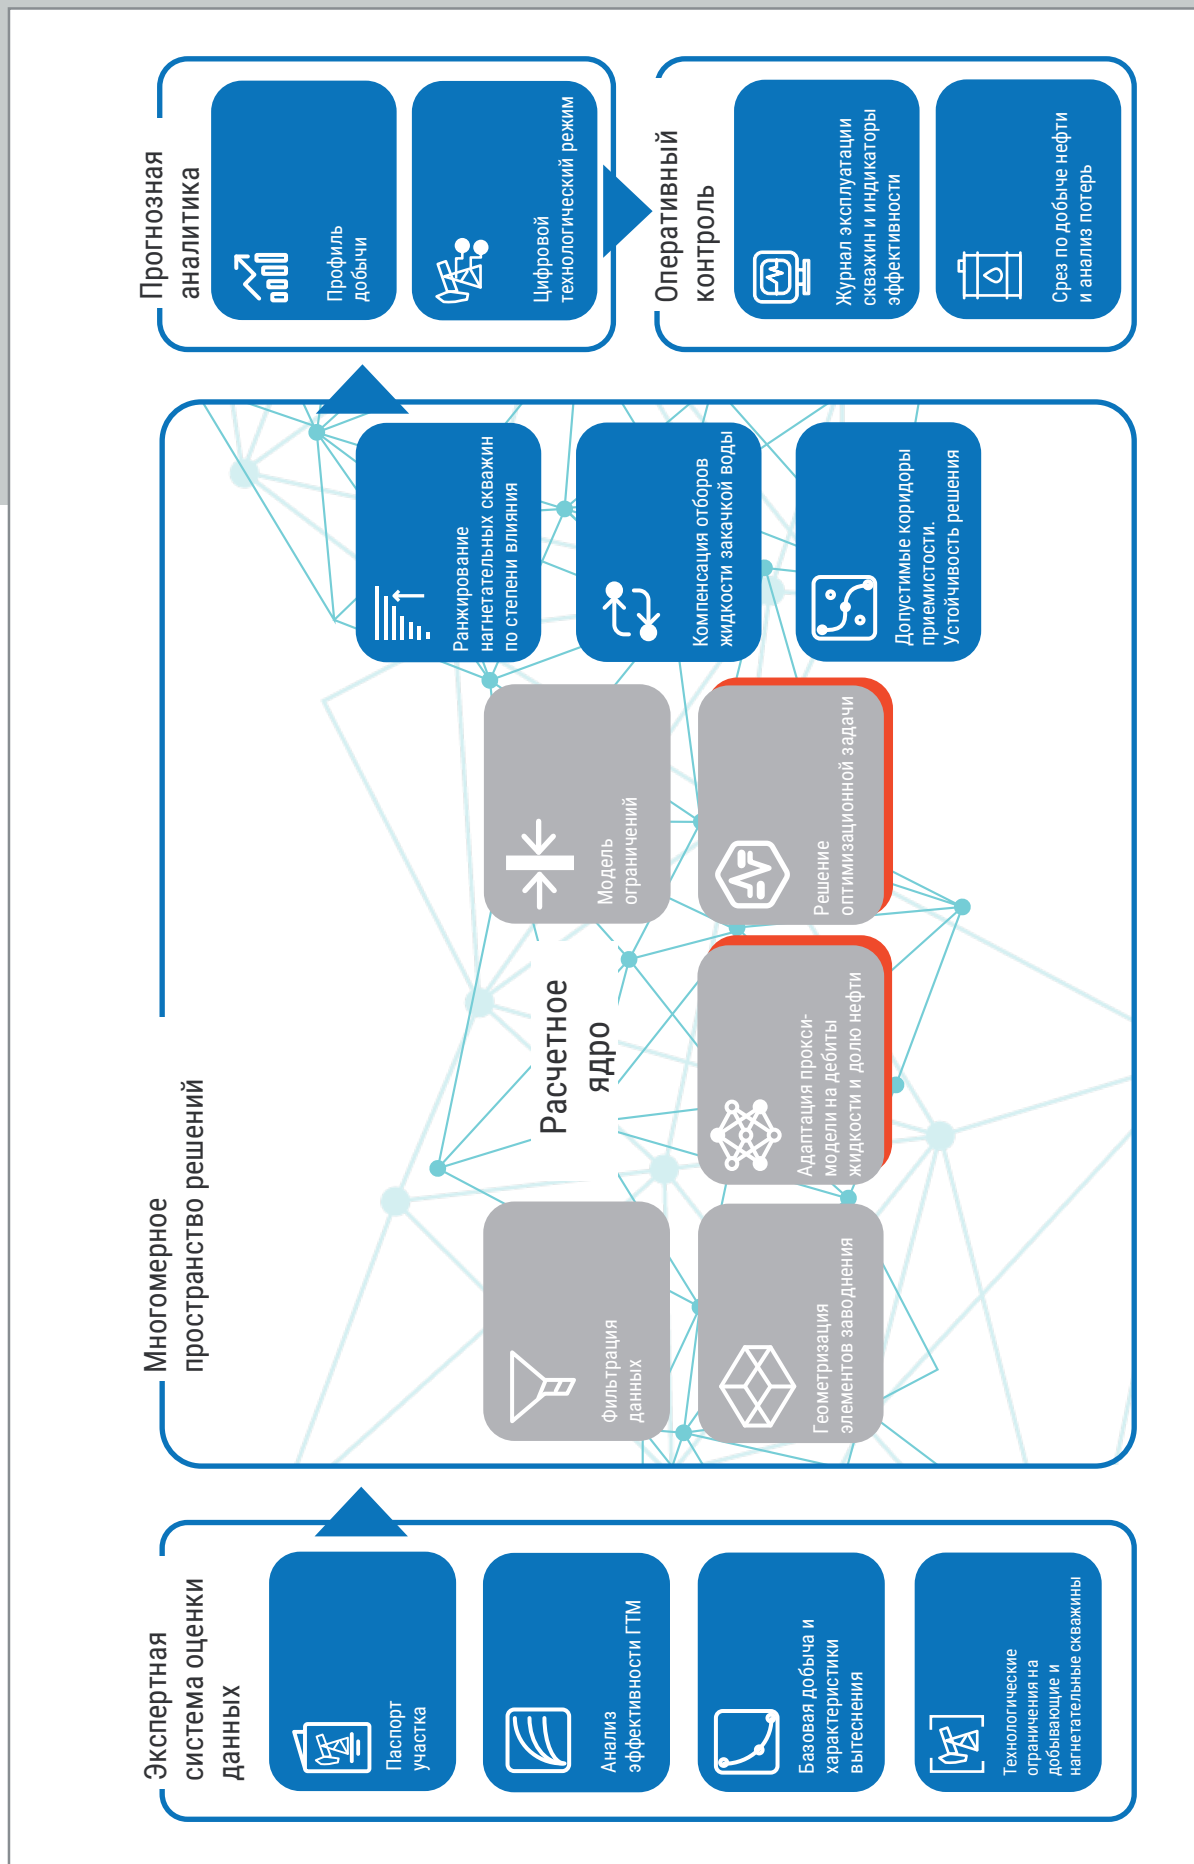 Экспертная
система оценки
данных
Паспорт
участка
Анализ
эффективности ГТМ
Базовая добыча и
характеристики
вытеснения
Технологические
ограничения на
добывающие и
нагнетательные скважины
Многомерное
пространство решений
Расчетное
ядро
Фильтрация
данных
Модель
ограничений
Геометризация
элементов заводнения
Адаптация прокси-
модели на дебиты
жидкости и долю нефти
Решение
оптимизационной задачи
Ранжирование
нагнетательных скважин
по степени влияния
Компенсация отборов
жидкости закачкой воды
Допустимые коридоры
приемистости.
Устойчивость решения
Прогнозная
аналитика
Профиль
добычи
Цифровой
технологический режим
Оперативный
контроль
Журнал эксплуатации
скважин и индикаторы
эффективности
Срез по добыче нефти
и анализ потерь